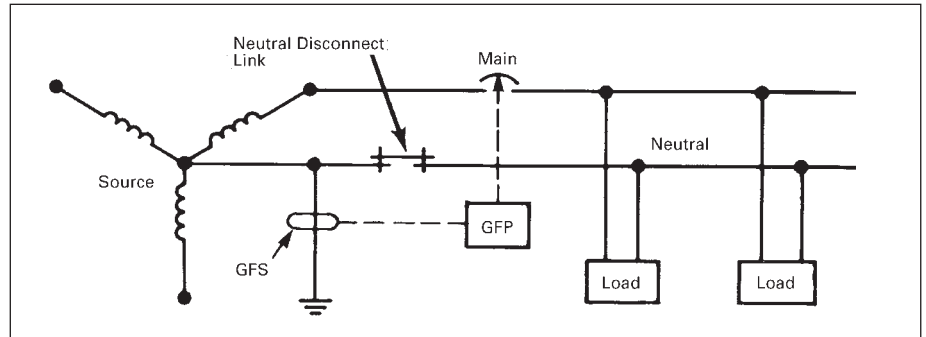 Neutral Disconnect
Link
Main
Neutral
Source
GFS
GFP
Load
Load